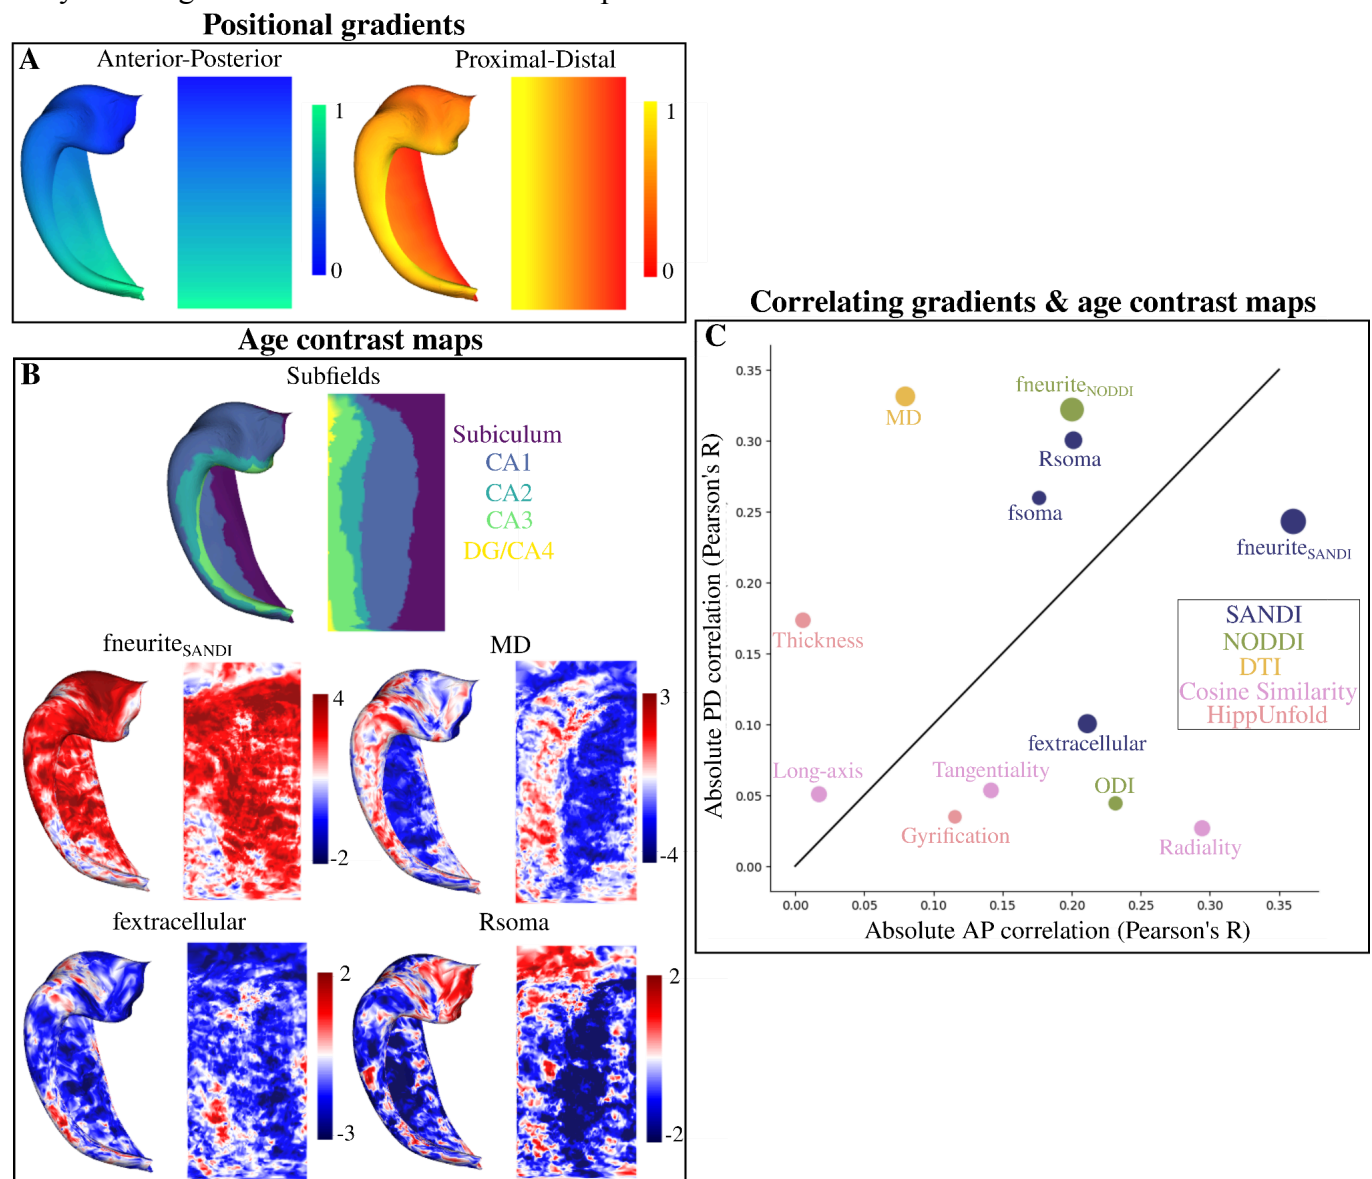 Positional gradients
A
Anterior-Posterior
Proximal-Distal
1
0
1
0
Age contrast maps
B
Subfields
Subiculum
CA1
CA2
CA3
DG/CA4
fneurite_SANDI
MD
4
-2
3
-4
fextracellular
Rsoma
2
-3
2
-2
Correlating gradients & age contrast maps
C
Absolute PD correlation (Pearson's R)
0.35
0.30
0.25
0.20
0.15
0.10
0.05
0.00
MD
fneurite_NODDI
Rsoma
fsoma
fneurite_SANDI
Thickness
fextracellular
Long-axis
Tangentiality
ODI
Gyrification
Radiality
SANDI
NODDI
DTI
Cosine Similarity
HippUnfold
0.00 0.05 0.10 0.15 0.20 0.25 0.30 0.35
Absolute AP correlation (Pearson's R)